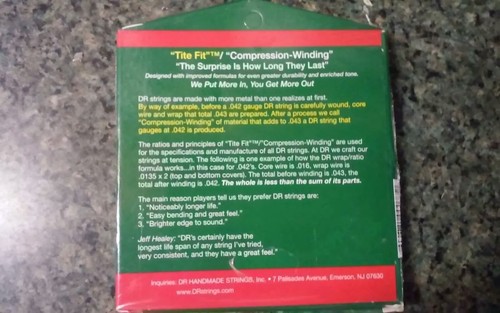 "Tite Fit"™/ "Compression-Winding"
"The Surprise Is How Long They Last"
Designed with improved formulas for even greater durability and enriched tone.
We Put More In, You Get More Out
DR strings are made with more metal than one realizes at first.
By way of example, before a .042 gauge DR string is carefully wound, core
wire and wrap that total .043 are prepared. After a process we call
"Compression-Winding" of material that adds to .043 a DR string that
gauges at .042 is produced.
The ratios and principles of "Tite Fit"™/"Compression-Winding" are used
for the specifications and manufacture of all DR strings. At DR we craft our
strings at tension. The following is one example of how the DR wrap/ratio
formula works...in this case for .042's. Core wire is .016, wrap wire is
.0135 x 2 (top and bottom covers). The total before winding is .043, the
total after winding is .042. The whole is less than the sum of its parts.
The main reason players tell us they prefer DR strings are:
1. "Noticeably longer life."
2. "Easy bending and great feel."
3. "Brighter edge to sound."
Jeff Healey: "DR's certainly have the
longest life span of any string I've tried,
very consistent, and they have a great feel."
Inquiries: DR HANDMADE STRINGS, Inc. • 7 Palisades Avenue, Emerson, NJ 07630
www.DRstrings.com